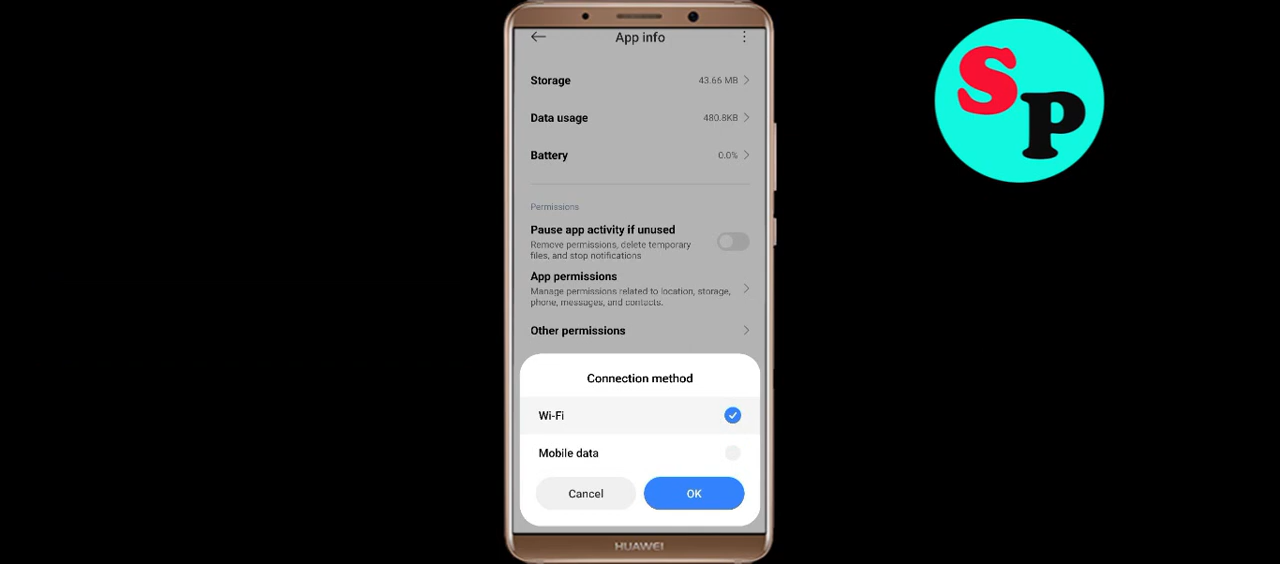 App info
Storage 43.66 MB
Data usage 480.8KB
Battery 0.0%
Permissions
Pause app activity if unused
Remove permissions, delete temporary
files, and stop notifications
App permissions
Manage permissions related to location, storage,
phone, messages, and contacts.
Other permissions
Connection method
Wi-Fi
Mobile data
Cancel OK
HUAWEI
SP